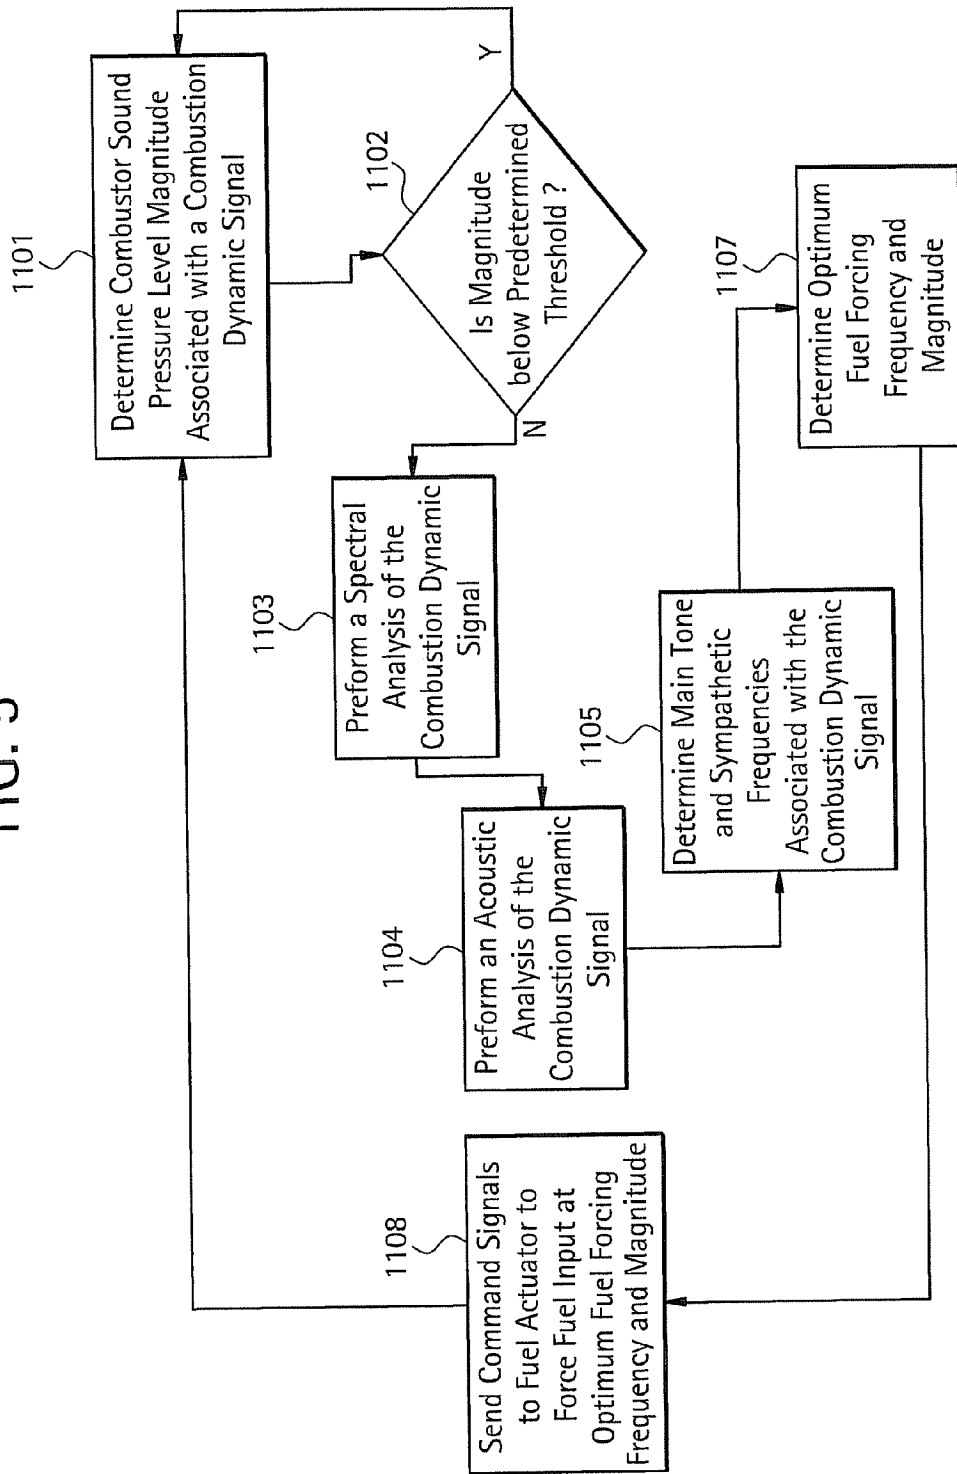 1101
Determine Combustor Sound
Pressure Level Magnitude
Associated with a Combustion
Dynamic Signal
1102
Is Magnitude
below Predetermined
Threshold ?
Y
N
1103
Preform a Spectral
Analysis of the
Combustion Dynamic
Signal
1104
Preform an Acoustic
Analysis of the
Combustion Dynamic
Signal
1105
Determine Main Tone
and Sympathetic
Frequencies
Associated with the
Combustion Dynamic
Signal
1107
Determine Optimum
Fuel Forcing
Frequency and
Magnitude
1108
Send Command Signals
to Fuel Actuator to
Force Fuel Input at
Optimum Fuel Forcing
Frequency and Magnitude